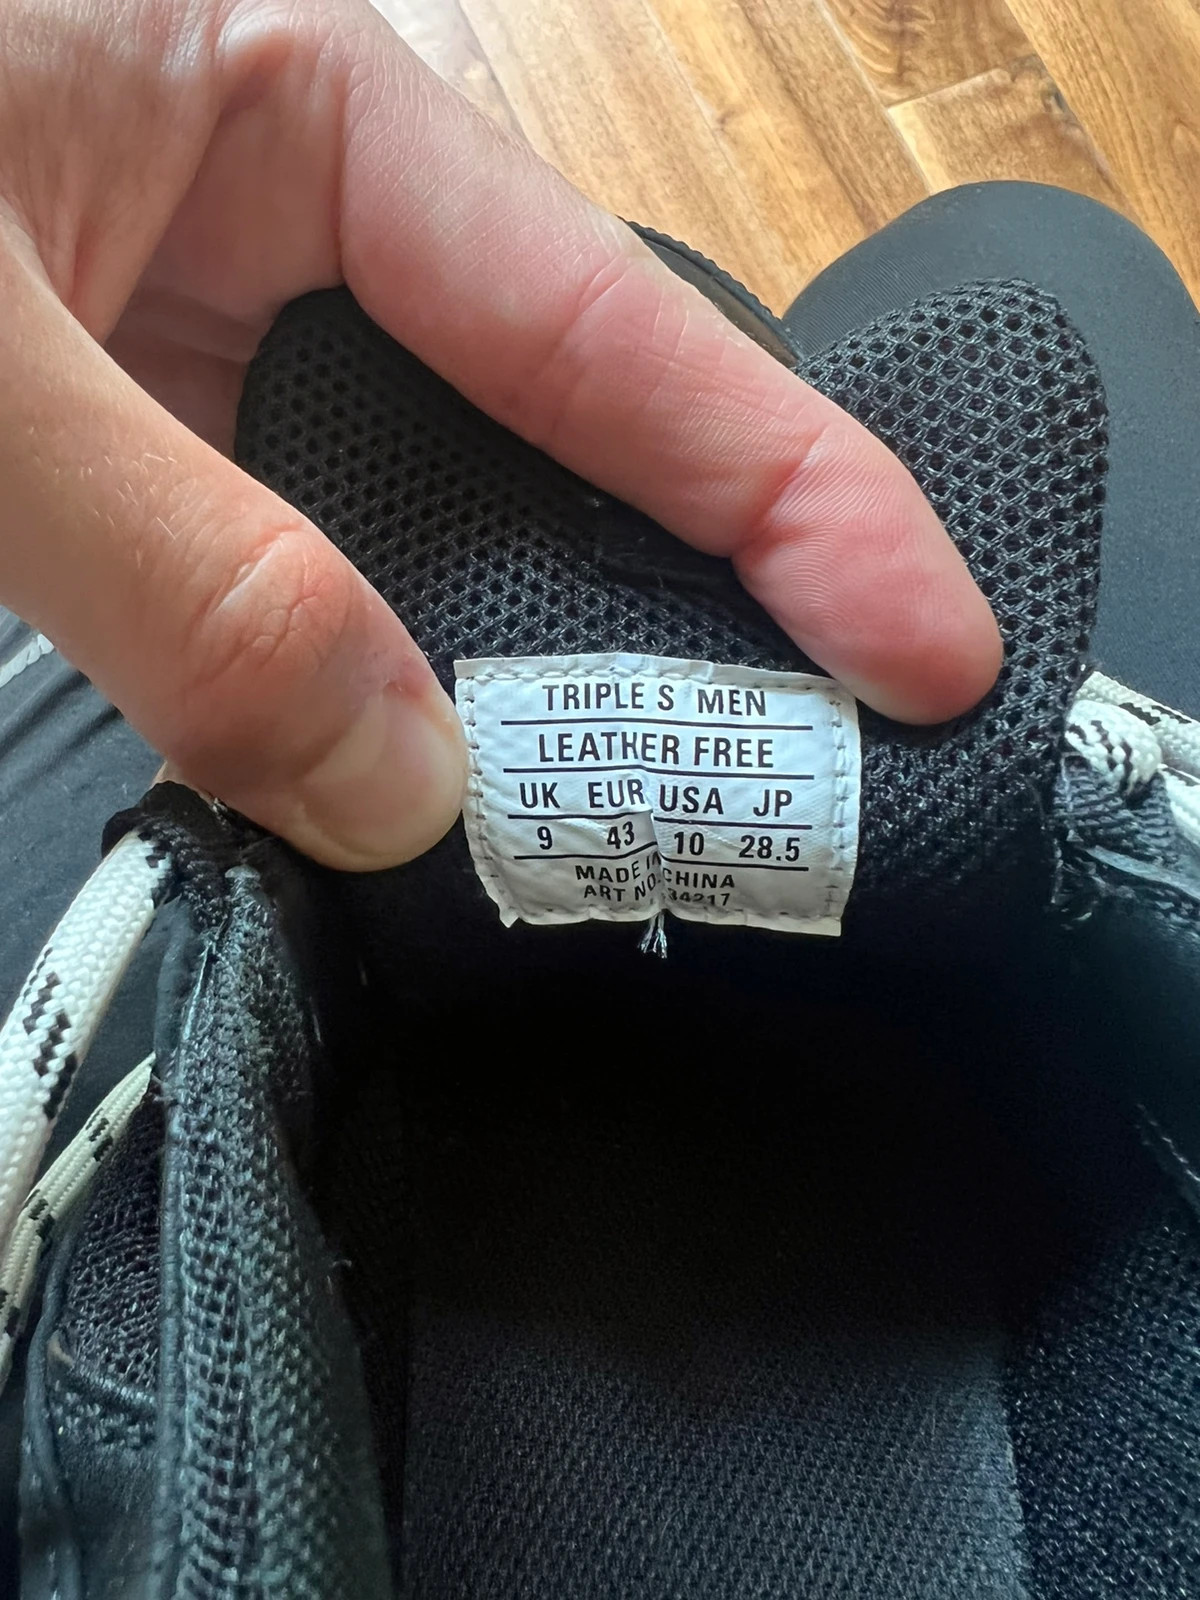 TRIPLE S MEN
LEATHER FREE
UK EUR USA JP
9 43 10 28.5
MADE IN CHINA
ART NO.